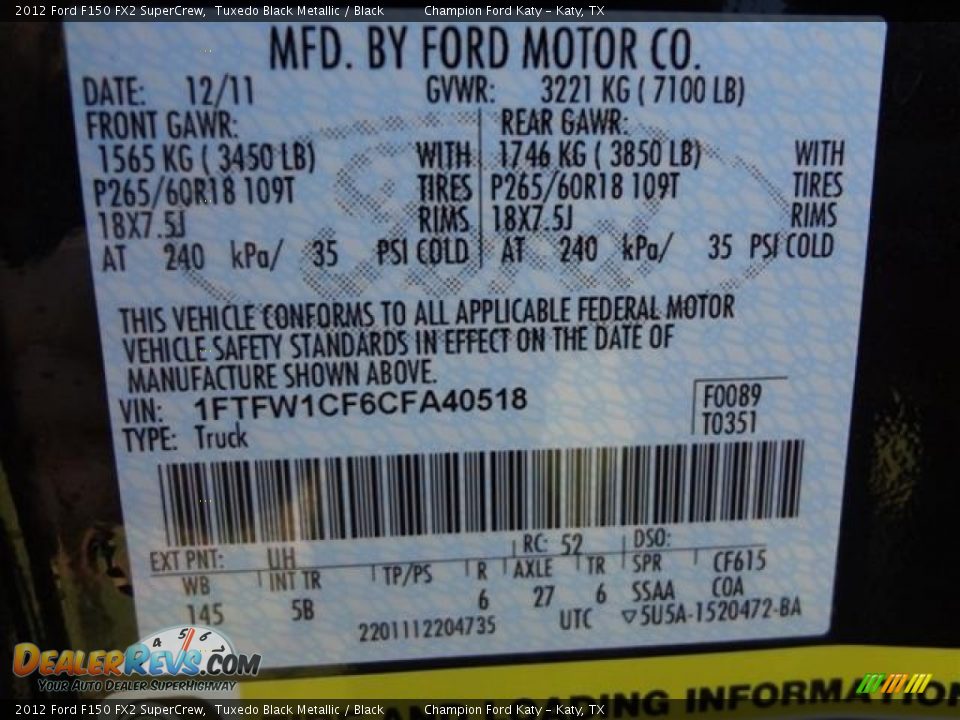 2012 Ford F150 FX2 SuperCrew, Tuxedo Black Metallic / Black Champion Ford Katy - Katy, TX
MFD. BY FORD MOTOR CO.
DATE: 12/11 GVWR: 3221 KG ( 7100 LB)
FRONT GAWR: REAR GAWR:
1565 KG ( 3450 LB) WITH 1746 KG ( 3850 LB) WITH
P265/60R18 109T TIRES P265/60R18 109T TIRES
18X7.5J RIMS 18X7.5J RIMS
AT 240 kPa/ 35 PSI COLD AT 240 kPa/ 35 PSI COLD
THIS VEHICLE CONFORMS TO ALL APPLICABLE FEDERAL MOTOR
VEHICLE SAFETY STANDARDS IN EFFECT ON THE DATE OF
MANUFACTURE SHOWN ABOVE.
VIN: 1FTFW1CF6CFA40518 F0089
TYPE: Truck T0351
EXT PNT: UH RC: 52 DSO:
WB INT TR TP/PS R AXLE TR SPR CF615
145 5B 6 27 6 SSAA COA
2201112204735 UTC ▽5U5A-1520472-BA
4 5 6
DEALERREVS.COM
YOUR AUTO DEALER SUPERHIGHWAY
LOADING INFORMATION
2012 Ford F150 FX2 SuperCrew, Tuxedo Black Metallic / Black Champion Ford Katy - Katy, TX